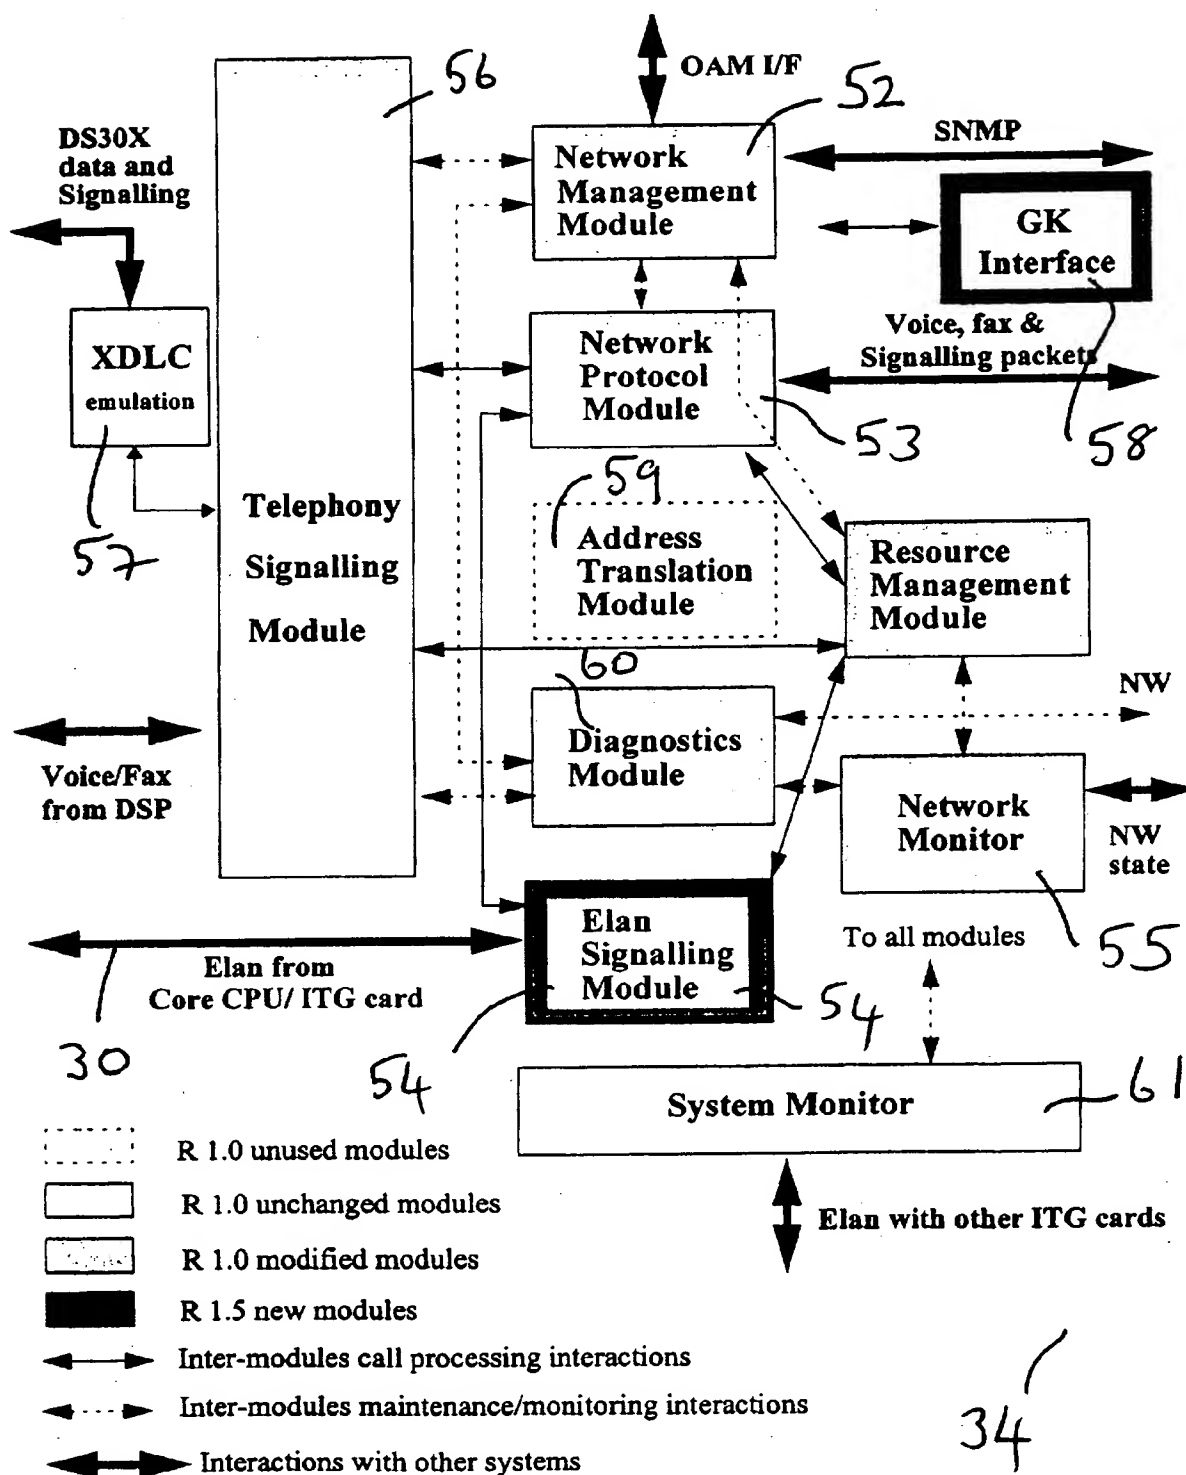 OAM I/F
56
52
DS30X
data and
Signalling
Network
Management
Module
SNMP
GK
Interface
XDLC
emulation
Network
Protocol
Module
Voice, fax &
Signalling packets
53
58
57
59
Telephony
Signalling
Module
Address
Translation
Module
Resource
Management
Module
60
NW
Voice/Fax
from DSP
Diagnostics
Module
Network
Monitor
NW
state
Elan
Signalling
Module
To all modules
55
Elan from
Core CPU/ ITG card
54
54
30
System Monitor
61
R 1.0 unused modules
R 1.0 unchanged modules
Elan with other ITG cards
R 1.0 modified modules
R 1.5 new modules
Inter-modules call processing interactions
Inter-modules maintenance/monitoring interactions
34
Interactions with other systems